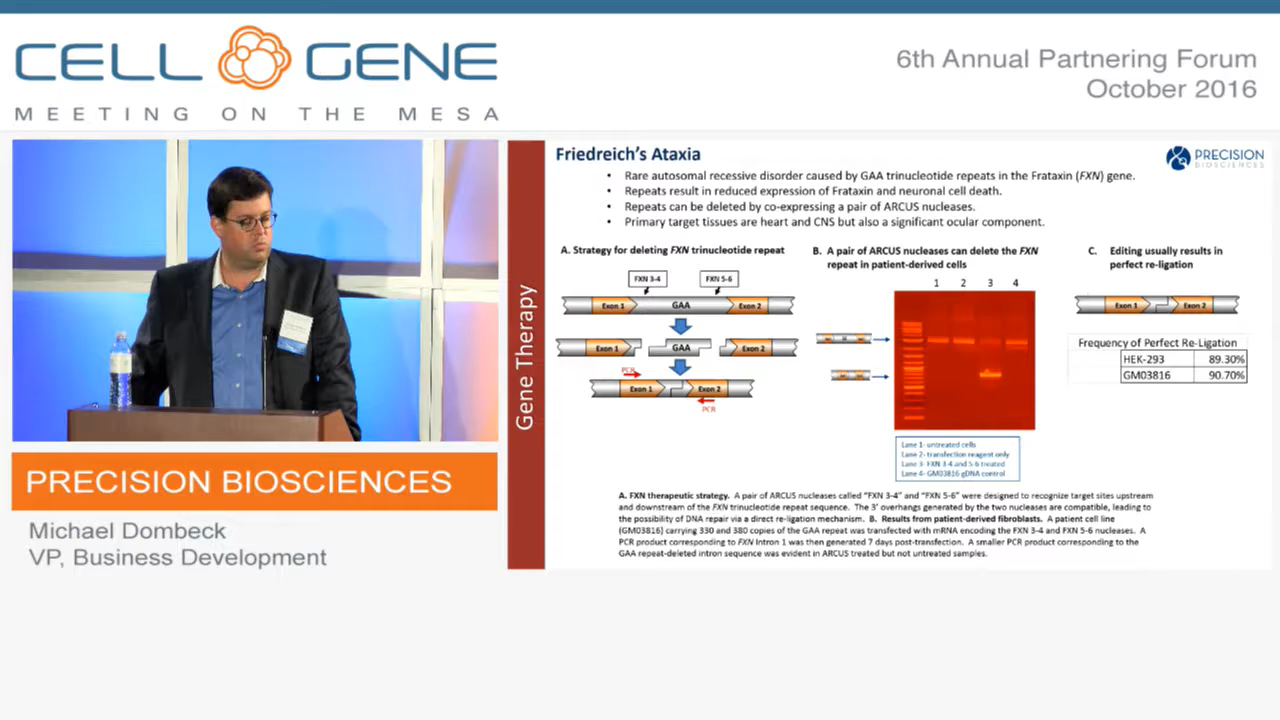 CELL GENE
MEETING ON THE MESA
6th Annual Partnering Forum
October 2016
PRECISION BIOSCIENCES
Michael Dombeck
VP, Business Development
Gene Therapy
Friedreich's Ataxia
PRECISION
BIOSCIENCES
• Rare autosomal recessive disorder caused by GAA trinucleotide repeats in the Frataxin (FXN) gene.
• Repeats result in reduced expression of Frataxin and neuronal cell death.
• Repeats can be deleted by co-expressing a pair of ARCUS nucleases.
• Primary target tissues are heart and CNS but also a significant ocular component.
A. Strategy for deleting FXN trinucleotide repeat
FXN 3-4
FXN 5-6
Exon 1
GAA
Exon 2
Exon 1
GAA
Exon 2
PCR
Exon 1
Exon 2
PCR
B. A pair of ARCUS nucleases can delete the FXN
repeat in patient-derived cells
1 2 3 4
Lane 1- untreated cells
Lane 2- transfection reagent only
Lane 3- FXN 3-4 and 5-6 treated
Lane 4- GM03816 gDNA control
C. Editing usually results in
perfect re-ligation
Exon 1
Exon 2
Frequency of Perfect Re-Ligation
HEK-293 89.30%
GM03816 90.70%
A. FXN therapeutic strategy. A pair of ARCUS nucleases called "FXN 3-4" and "FXN 5-6" were designed to recognize target sites upstream
and downstream of the FXN trinucleotide repeat sequence. The 3' overhangs generated by the two nucleases are compatible, leading to
the possibility of DNA repair via a direct re-ligation mechanism. B. Results from patient-derived fibroblasts. A patient cell line
(GM03816) carrying 330 and 380 copies of the GAA repeat was transfected with mRNA encoding the FXN 3-4 and FXN 5-6 nucleases. A
PCR product corresponding to FXN Intron 1 was then generated 7 days post-transfection. A smaller PCR product corresponding to the
GAA repeat-deleted intron sequence was evident in ARCUS treated but not untreated samples.